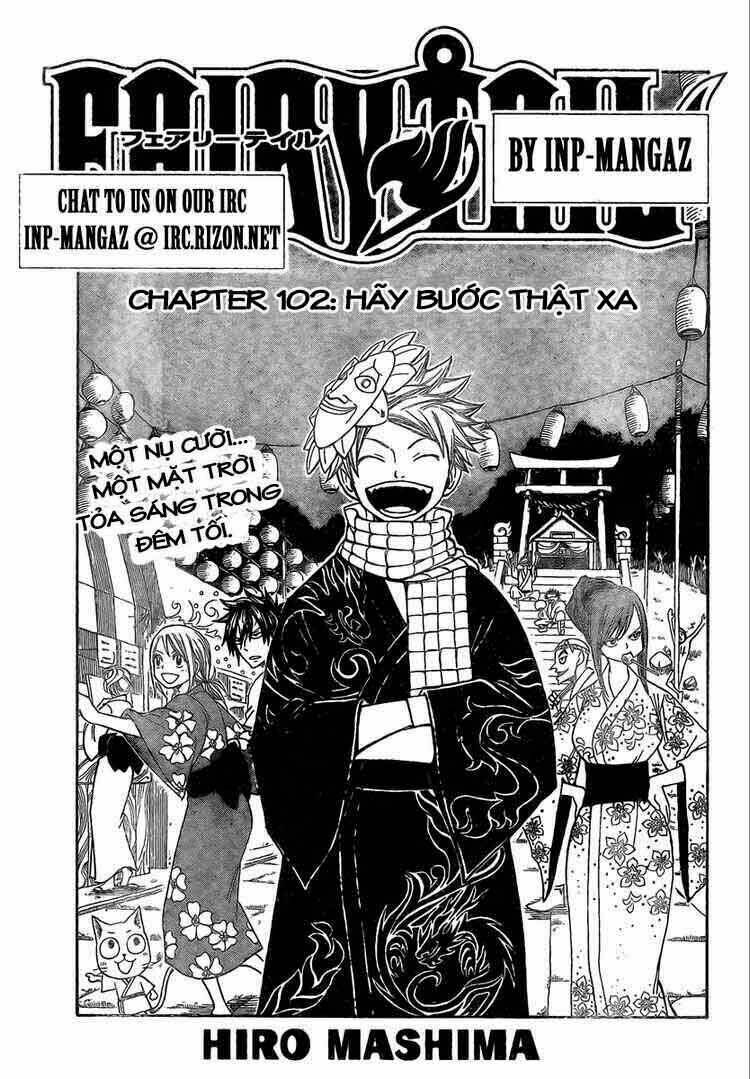 FAIRY TAIL
フェアリーテイル
BY INP-MANGAZ
CHAT TO US ON OUR IRC
INP-MANGAZ @ IRC.RIZON.NET
CHAPTER 102: HÃY BƯỚC THẬT XA
MỘT NỤ CƯỜI...
MỘT MẶT TRỜI
TỎA SÁNG TRONG
ĐÊM TỐI.
HIRO MASHIMA